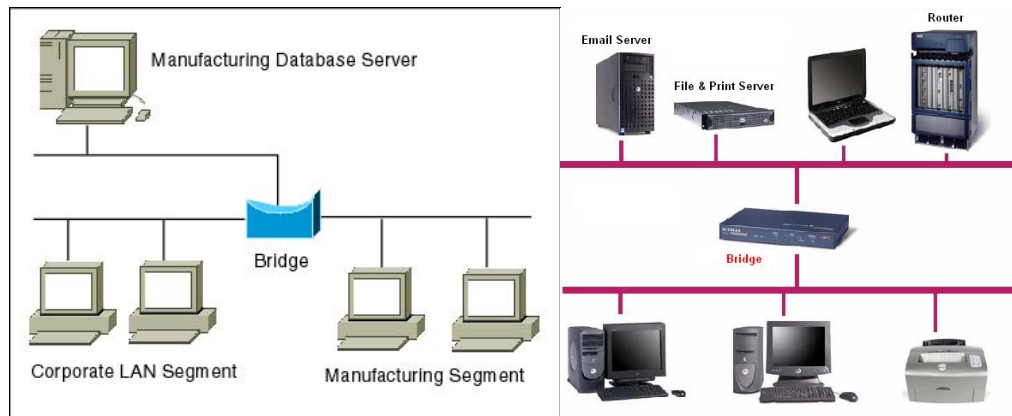 Manufacturing Database Server
Bridge
Corporate LAN Segment
Manufacturing Segment
Router
Email Server
File & Print Server
Bridge